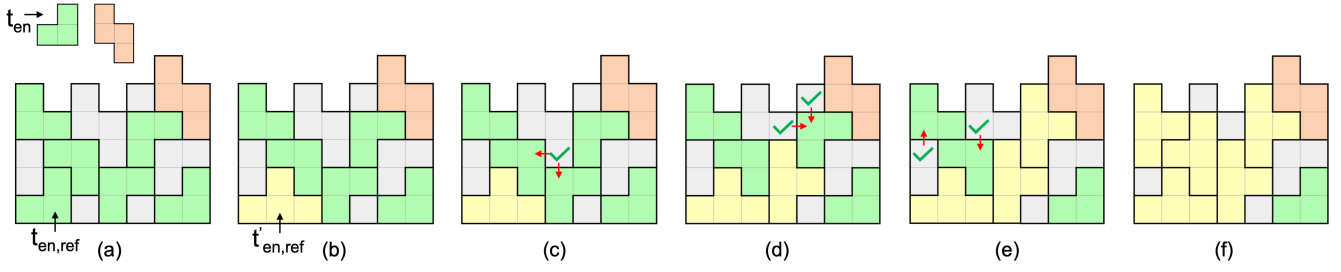 t_en
t_en,ref
t'_en,ref
(a)
(b)
(c)
(d)
(e)
(f)